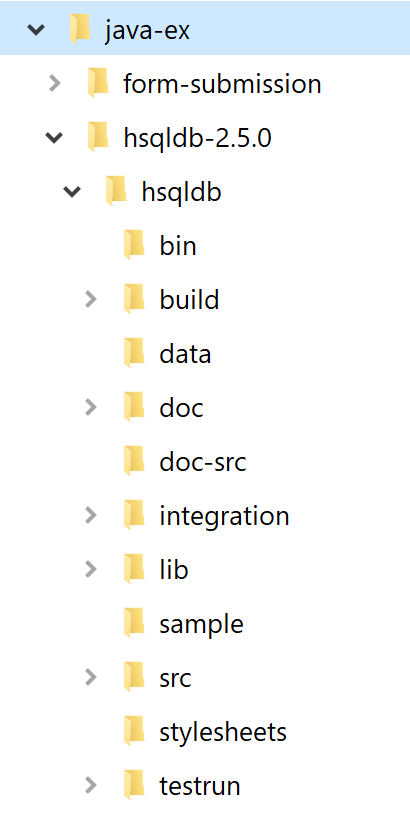 java-ex
form-submission
hsqldb-2.5.0
hsqldb
bin
build
data
doc
doc-src
integration
lib
sample
src
stylesheets
testrun